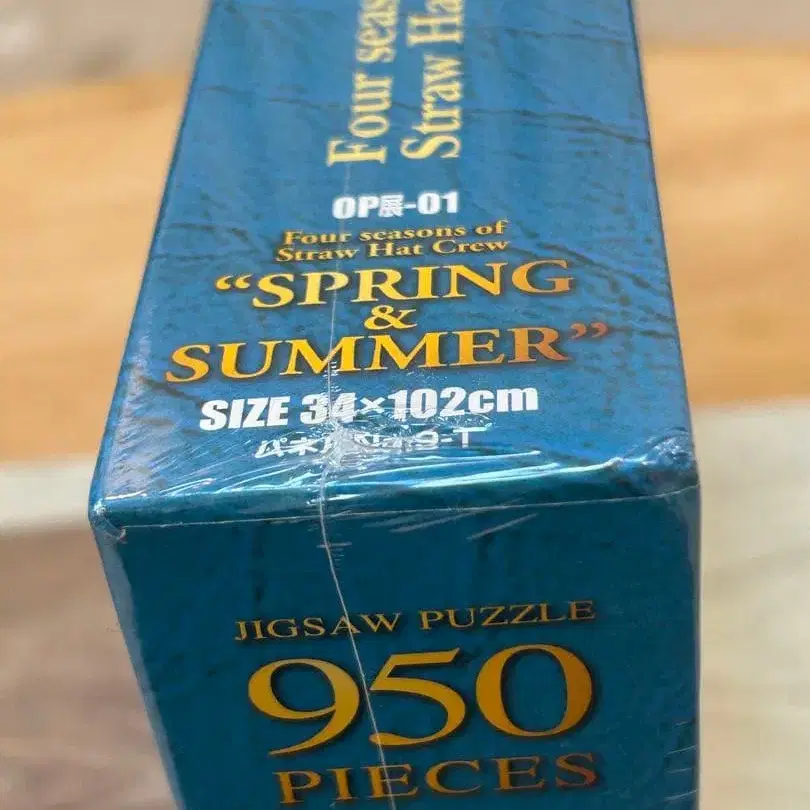 Four seas
Straw Ha
OP展-01
Four seasons of
Straw Hat Crew
“SPRING
&
SUMMER”
SIZE 34×102cm
JIGSAW PUZZLE
950
PIECES